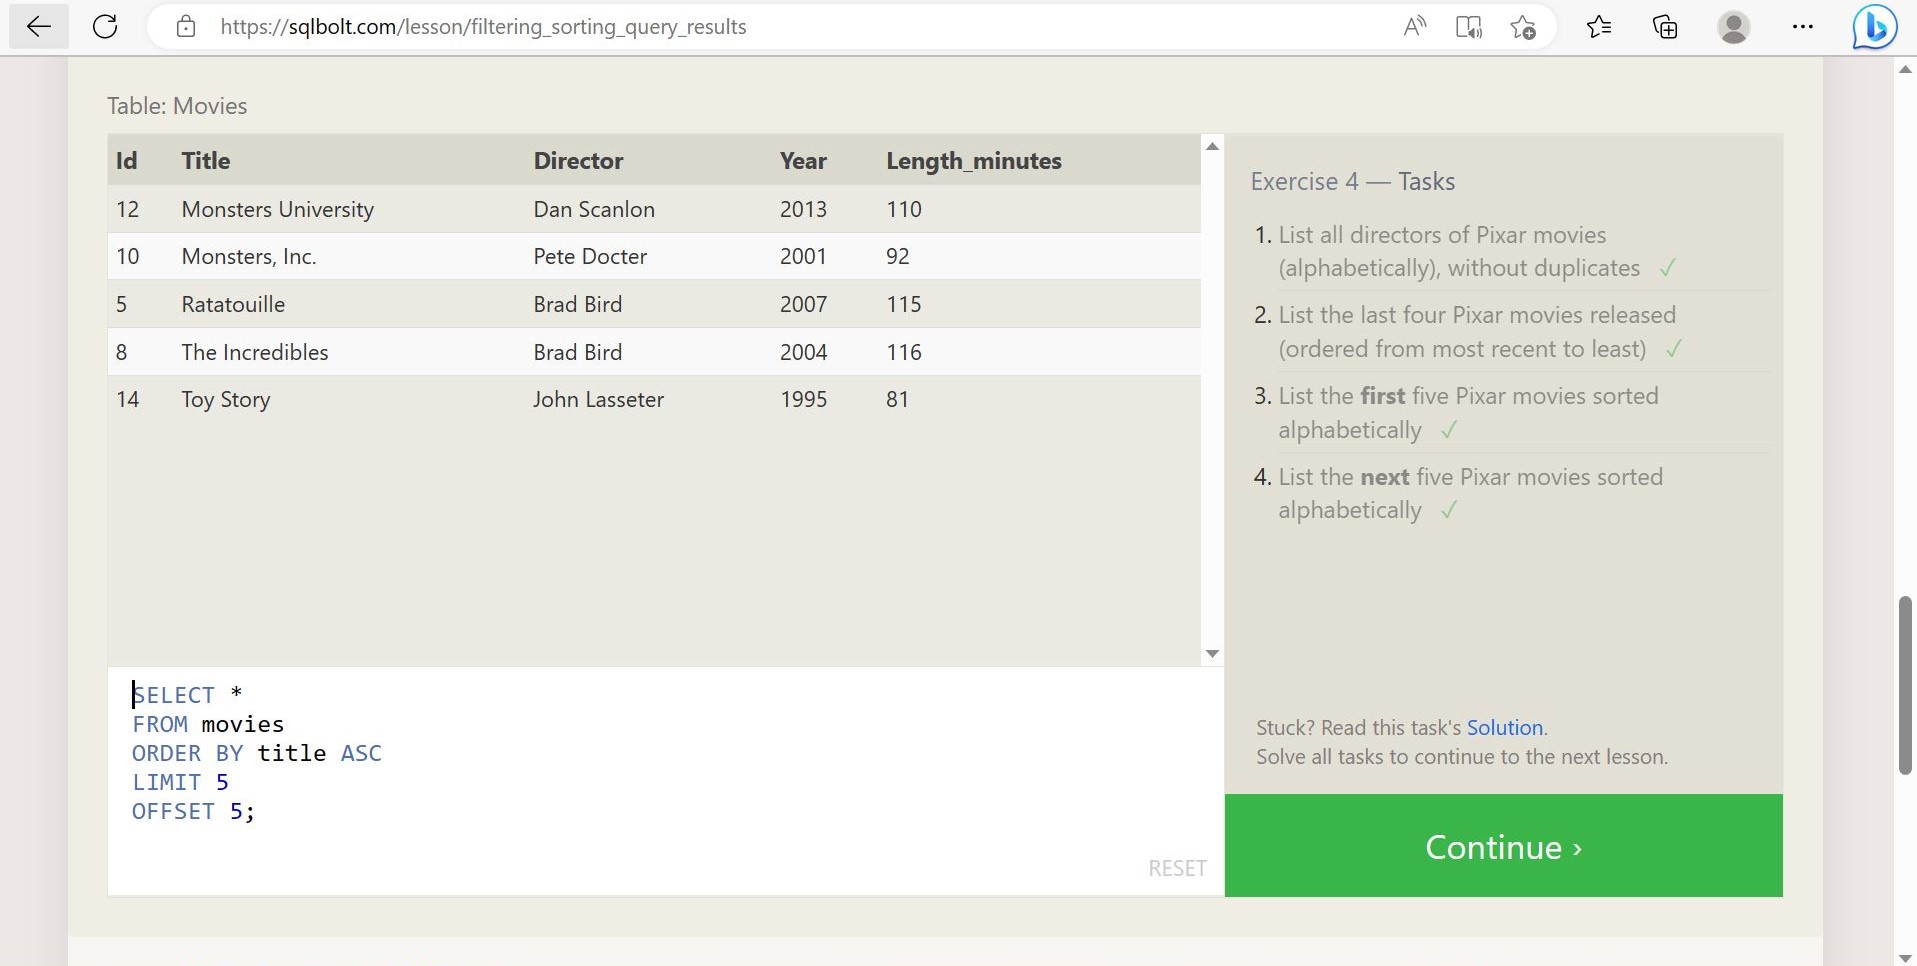 https://sqlbolt.com/lesson/filtering_sorting_query_results
Table: Movies
Id Title Director Year Length_minutes
12 Monsters University Dan Scanlon 2013 110
10 Monsters, Inc. Pete Docter 2001 92
5 Ratatouille Brad Bird 2007 115
8 The Incredibles Brad Bird 2004 116
14 Toy Story John Lasseter 1995 81
SELECT *
FROM movies
ORDER BY title ASC
LIMIT 5
OFFSET 5;
RESET
Exercise 4 — Tasks
1. List all directors of Pixar movies
(alphabetically), without duplicates ✓
2. List the last four Pixar movies released
(ordered from most recent to least) ✓
3. List the first five Pixar movies sorted
alphabetically ✓
4. List the next five Pixar movies sorted
alphabetically ✓
Stuck? Read this task's Solution.
Solve all tasks to continue to the next lesson.
Continue ›